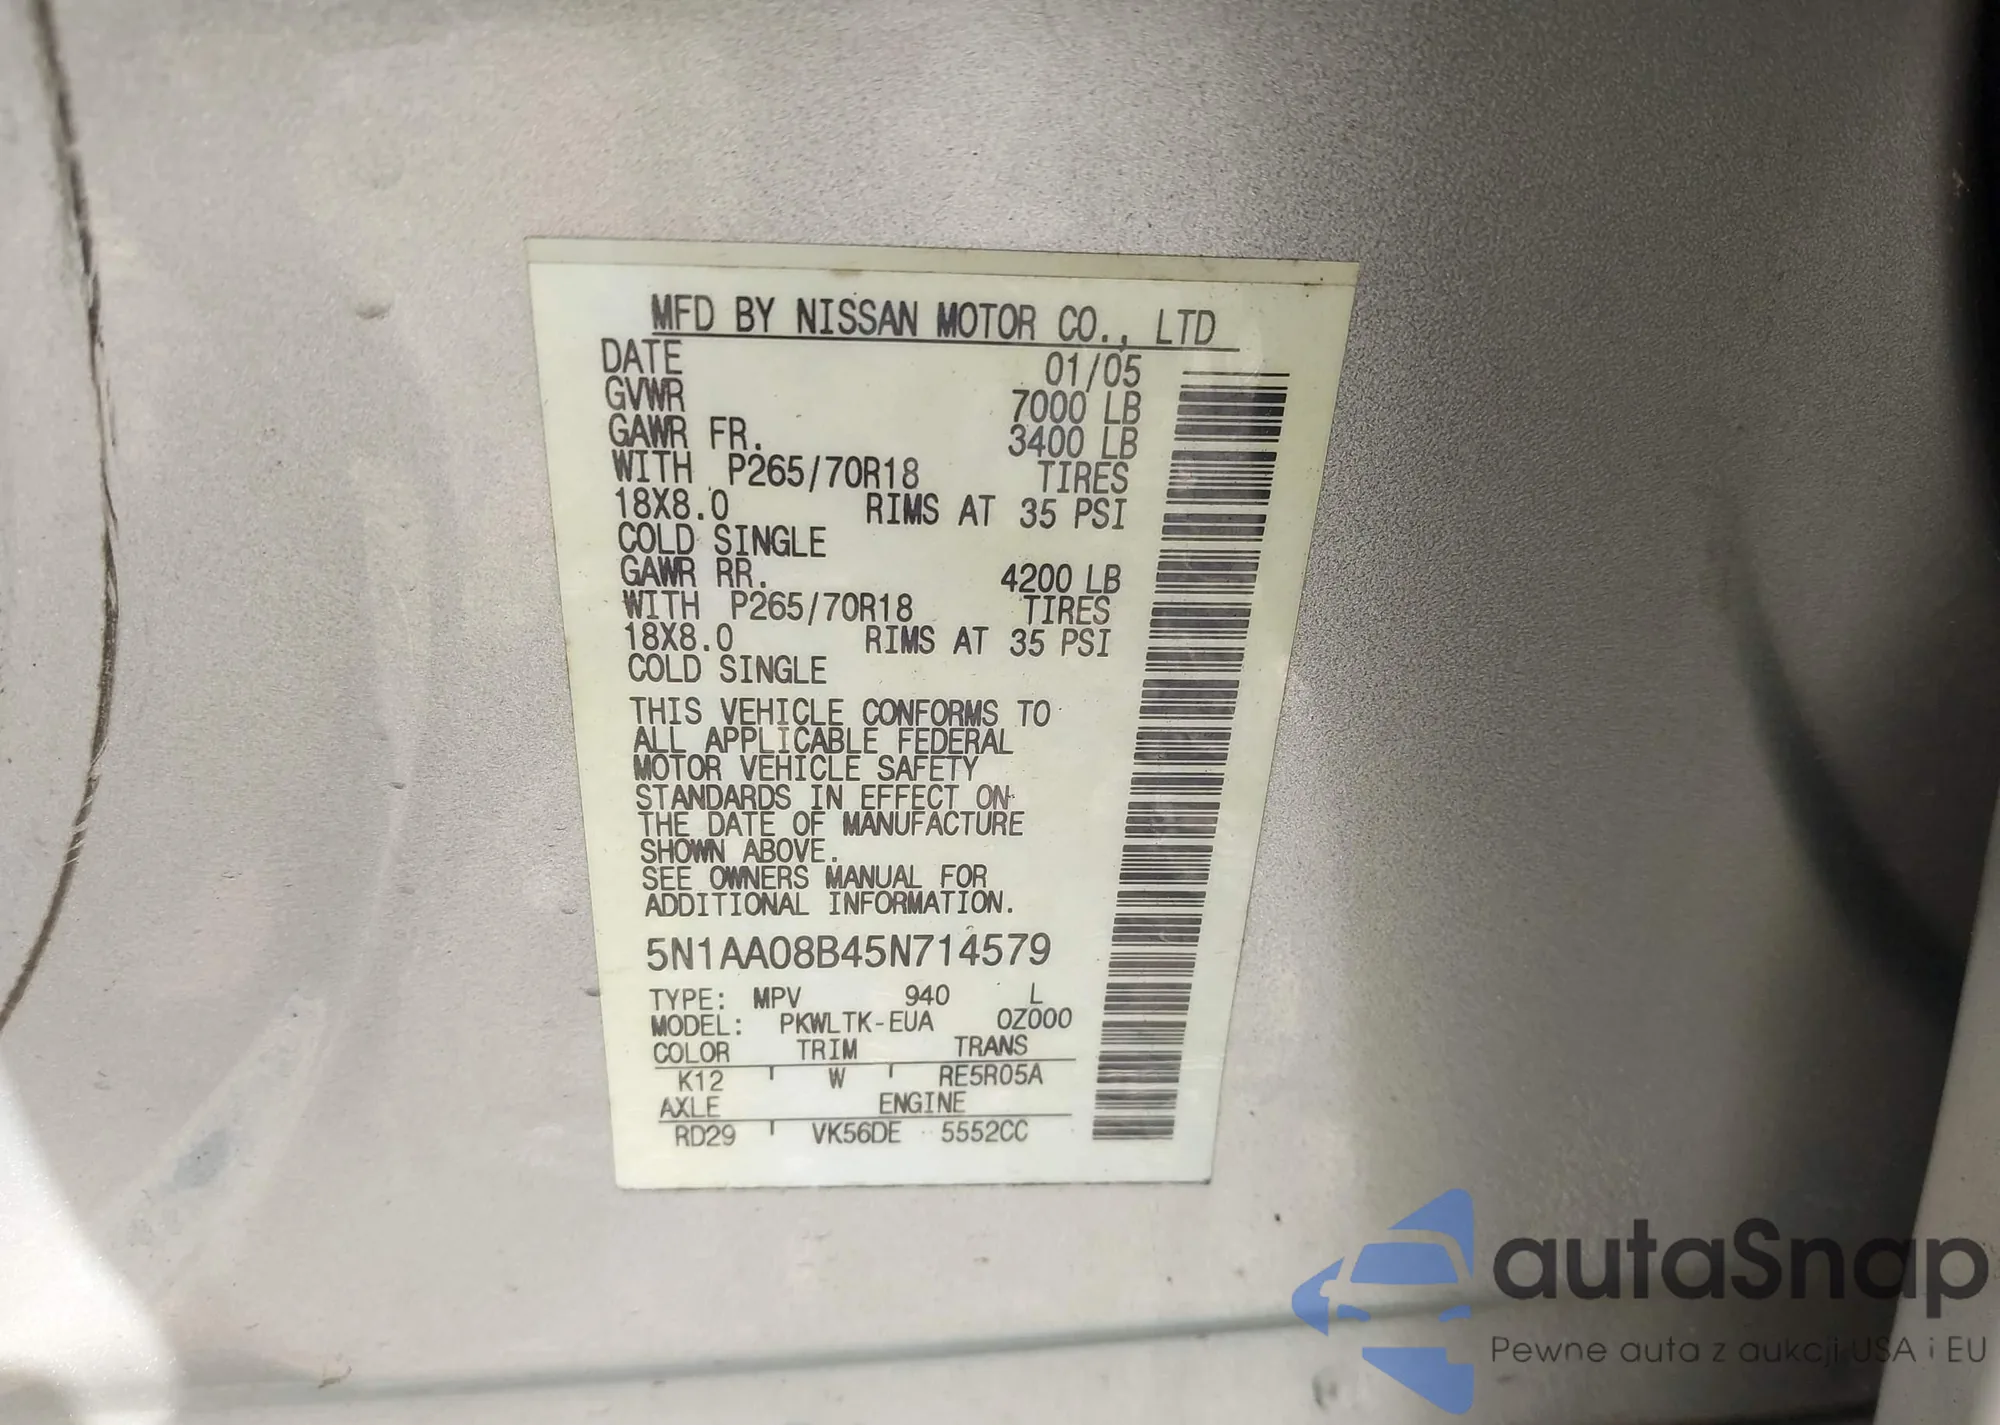 MFD BY NISSAN MOTOR CO., LTD
DATE 01/05
GVWR 7000 LB
GAWR FR. 3400 LB
WITH P265/70R18 TIRES
18X8.0 RIMS AT 35 PSI
COLD SINGLE
GAWR RR. 4200 LB
WITH P265/70R18 TIRES
18X8.0 RIMS AT 35 PSI
COLD SINGLE
THIS VEHICLE CONFORMS TO
ALL APPLICABLE FEDERAL
MOTOR VEHICLE SAFETY
STANDARDS IN EFFECT ON
THE DATE OF MANUFACTURE
SHOWN ABOVE.
SEE OWNERS MANUAL FOR
ADDITIONAL INFORMATION.
5N1AA08B45N714579
TYPE: MPV 940 L
MODEL: PKWLTK-EUA 0Z000
COLOR TRIM TRANS
K12 W RE5R05A
AXLE ENGINE
RD29 VK56DE 5552CC
autaSnap
Pewne auta z aukcji USA i EU